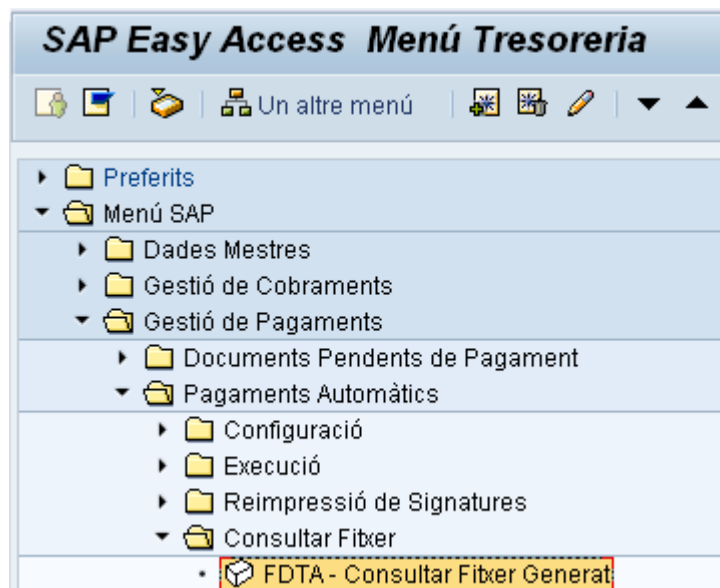 SAP Easy Access Menú Tresoreria
Un altre menú
Preferits
Menú SAP
Dades Mestres
Gestió de Cobraments
Gestió de Pagaments
Documents Pendents de Pagament
Pagaments Automàtics
Configuració
Execució
Reimpressió de Signatures
Consultar Fitxer
FDTA - Consultar Fitxer Generat